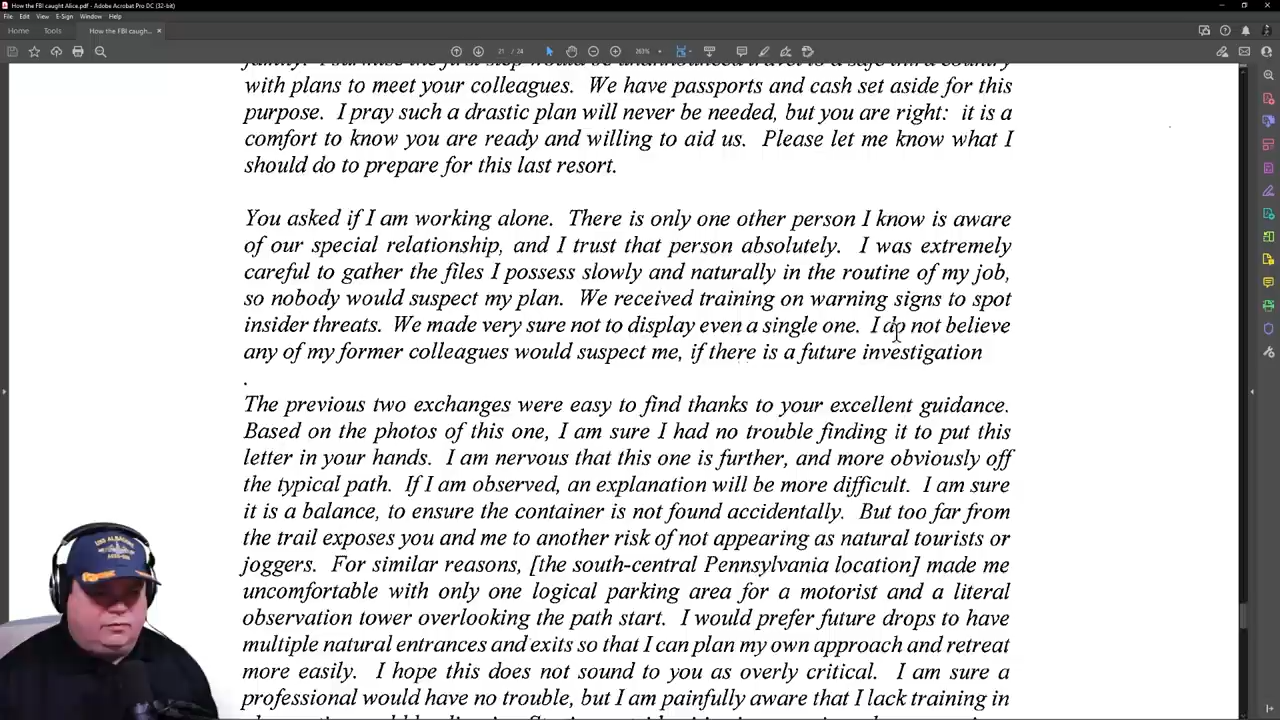 How the FBI caught Alice.pdf - Adobe Acrobat Pro DC (32-bit)
File Edit View E-Sign Window Help
Home Tools How the FBI caught... ×
21 / 24 261%
with plans to meet your colleagues. We have passports and cash set aside for this
purpose. I pray such a drastic plan will never be needed, but you are right: it is a
comfort to know you are ready and willing to aid us. Please let me know what I
should do to prepare for this last resort.
You asked if I am working alone. There is only one other person I know is aware
of our special relationship, and I trust that person absolutely. I was extremely
careful to gather the files I possess slowly and naturally in the routine of my job,
so nobody would suspect my plan. We received training on warning signs to spot
insider threats. We made very sure not to display even a single one. I do not believe
any of my former colleagues would suspect me, if there is a future investigation
.
The previous two exchanges were easy to find thanks to your excellent guidance.
Based on the photos of this one, I am sure I had no trouble finding it to put this
letter in your hands. I am nervous that this one is further, and more obviously off
the typical path. If I am observed, an explanation will be more difficult. I am sure
it is a balance, to ensure the container is not found accidentally. But too far from
the trail exposes you and me to another risk of not appearing as natural tourists or
joggers. For similar reasons, [the south-central Pennsylvania location] made me
uncomfortable with only one logical parking area for a motorist and a literal
observation tower overlooking the path start. I would prefer future drops to have
multiple natural entrances and exits so that I can plan my own approach and retreat
more easily. I hope this does not sound to you as overly critical. I am sure a
professional would have no trouble, but I am painfully aware that I lack training in